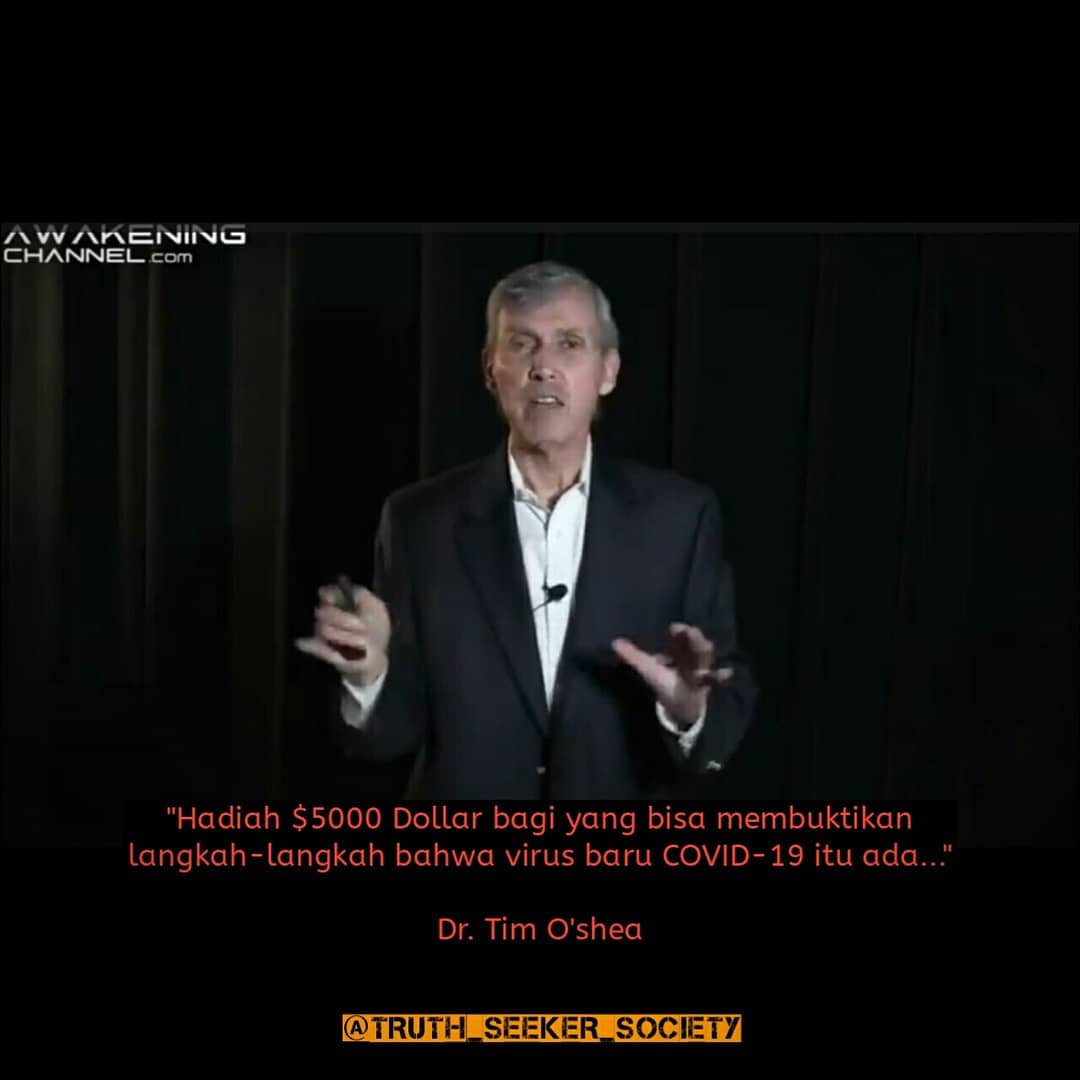 AWAKENING
CHANNEL.com
"Hadiah $5000 Dollar bagi yang bisa membuktikan
langkah-langkah bahwa virus baru COVID-19 itu ada..."
Dr. Tim O'shea
@TRUTH_SEEKER_SOCIETY